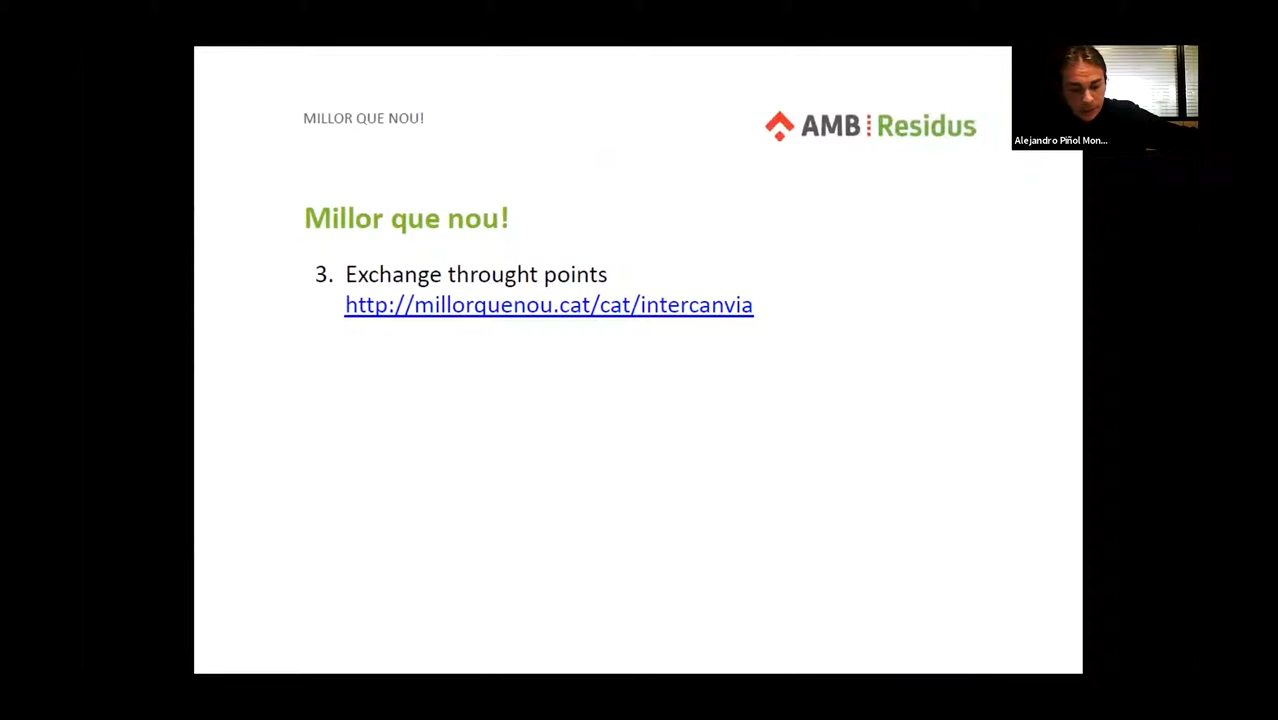 MILLOR QUE NOU!
AMB Residus
Alejandro Piñol Mon...
Millor que nou!
3. Exchange throught points
http://millorquenou.cat/cat/intercanvia